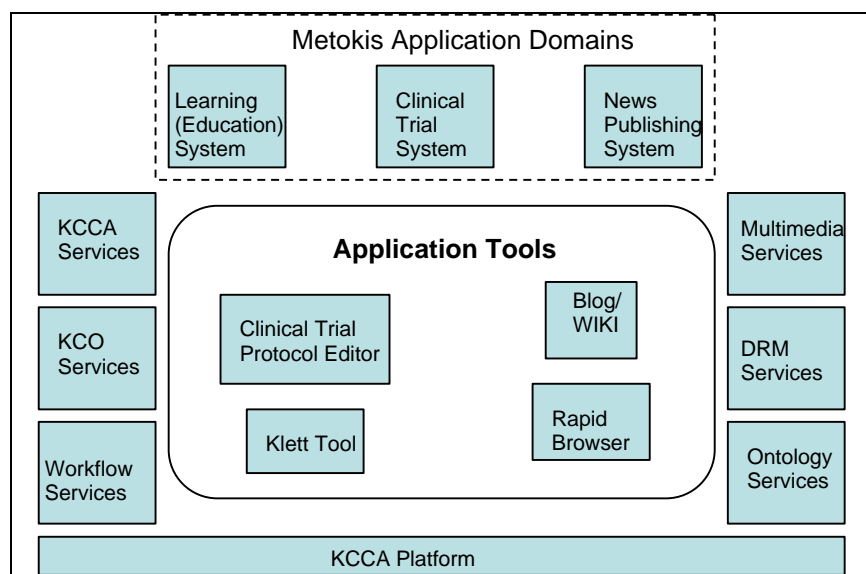 Metokis Application Domains
Learning
(Education)
System
Clinical
Trial
System
News
Publishing
System
KCCA
Services
KCO
Services
Workflow
Services
Application Tools
Clinical Trial
Protocol Editor
Blog/
WIKI
Klett Tool
Rapid
Browser
Multimedia
Services
DRM
Services
Ontology
Services
KCCA Platform